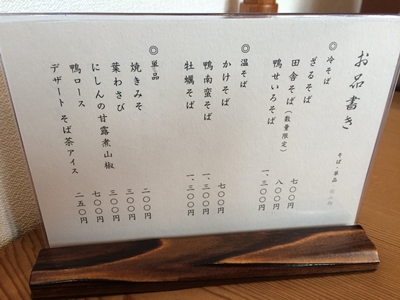 お品書き
そば・単品
◎冷そば
ざるそば 七〇〇円
田舎そば(数量限定) 八〇〇円
鴨せいろそば 一、三〇〇円
◎温そば
かけそば 七〇〇円
鴨南蛮そば 一、三〇〇円
牡蠣そば 一、三〇〇円
◎単品
焼きみそ 二〇〇円
葉わさび 三〇〇円
にしんの甘露煮山椒 三〇〇円
鴨ロース 七〇〇円
デザート そば茶アイス 二五〇円